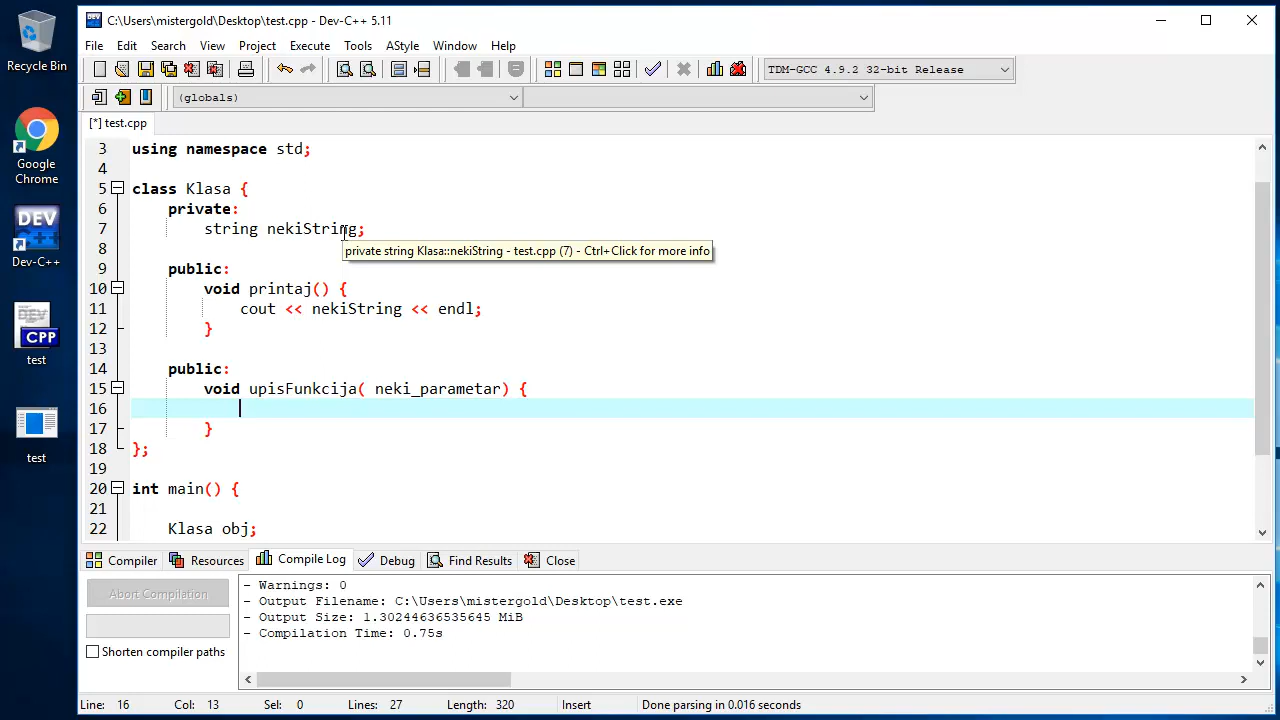 Recycle Bin
Google Chrome
Dev-C++
test
test
C:\Users\mistergold\Desktop\test.cpp - Dev-C++ 5.11
File Edit Search View Project Execute Tools AStyle Window Help
TDM-GCC 4.9.2 32-bit Release
(globals)
[*] test.cpp
3 using namespace std;
4
5 class Klasa {
6 private:
7 string nekiString;
8 private string Klasa::nekiString - test.cpp (7) - Ctrl+Click for more info
9 public:
10 void printaj() {
11 cout << nekiString << endl;
12 }
13
14 public:
15 void upisFunkcija( neki_parametar) {
16
17 }
18 };
19
20 int main() {
21
22 Klasa obj;
Compiler Resources Compile Log Debug Find Results Close
Abort Compilation
Shorten compiler paths
- Warnings: 0
- Output Filename: C:\Users\mistergold\Desktop\test.exe
- Output Size: 1.30244636535645 MiB
- Compilation Time: 0.75s
Line: 16 Col: 13 Sel: 0 Lines: 27 Length: 320 Insert Done parsing in 0.016 seconds